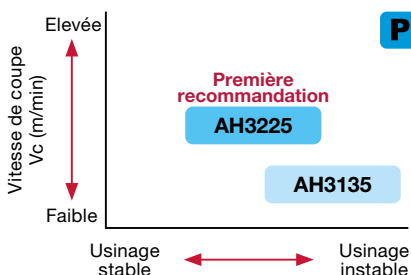 Elevée
P
Vitesse de coupe
Vc (m/min)
Première
recommandation
AH3225
AH3135
Faible
Usinage
stable
Usinage
instable